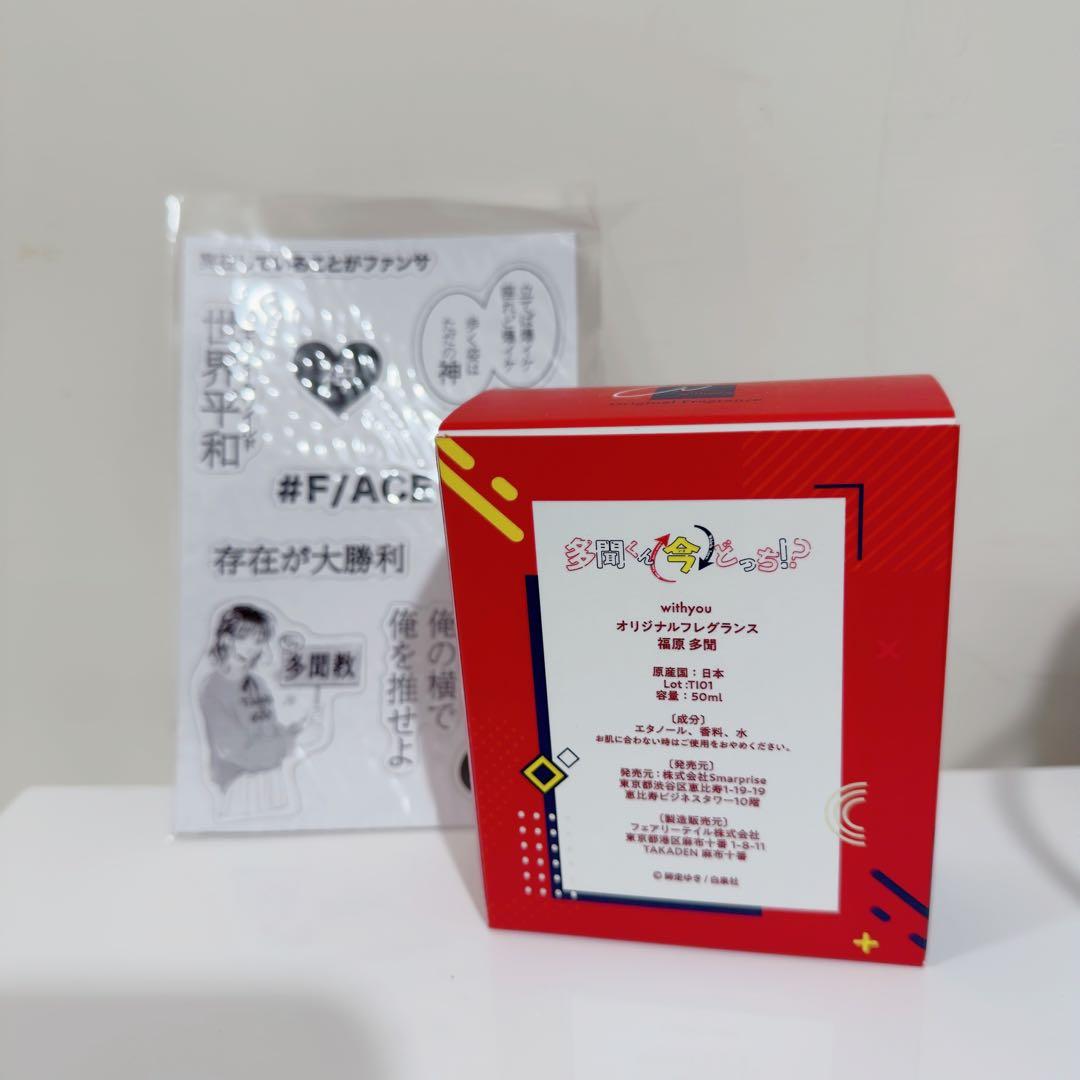 していることがファンサ
世界平和
立てば爆イケ
座れど爆イケ
歩く姿は
ただの神
#F/ACE
存在が大勝利
多聞教
俺の横で
俺を推せよ
Original Fragrance
多聞くん今どっち!?
withyou
オリジナルフレグランス
福原 多聞
原産国：日本
Lot :TI01
容量：50ml
〔成分〕
エタノール、香料、水
お肌に合わない時はご使用をおやめください。
〔発売元〕
発売元：株式会社Smarprise
東京都渋谷区恵比寿1-19-19
恵比寿ビジネスタワー10階
〔製造販売元〕
フェアリーテイル株式会社
東京都港区麻布十番 1-8-11
TAKADEN 麻布十番
© 師走ゆき / 白泉社